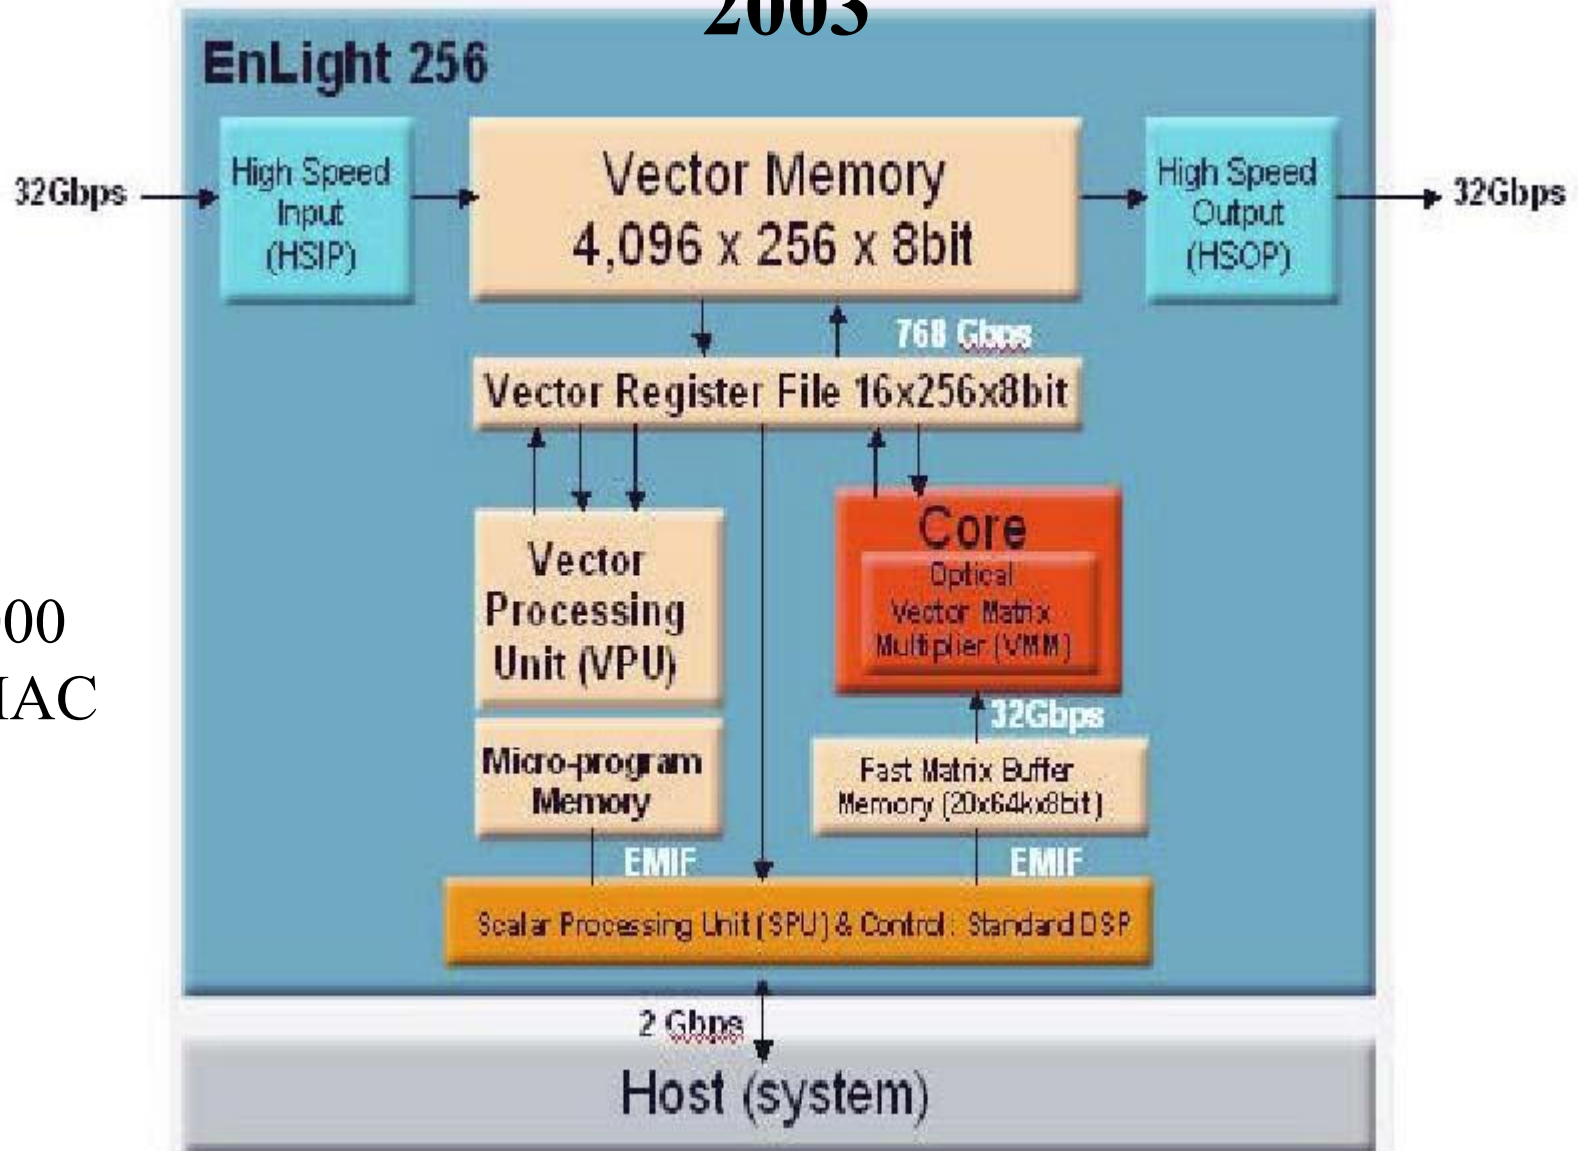 2003
EnLight 256
32Gbps
High Speed
Input
(HSIP)
Vector Memory
4,096 x 256 x 8bit
High Speed
Output
(HSOP)
32Gbps
768 Gbps
Vector Register File 16x256x8bit
Vector
Processing
Unit (VPU)
Core
Optical
Vector Matrix
Multiplier (VMM)
32Gbps
Micro-program
Memory
Fast Matrix Buffer
Memory (20x64kx8bit)
EMIF
EMIF
Scalar Processing Unit (SPU) & Control: Standard DSP
2 Gbps
Host (system)